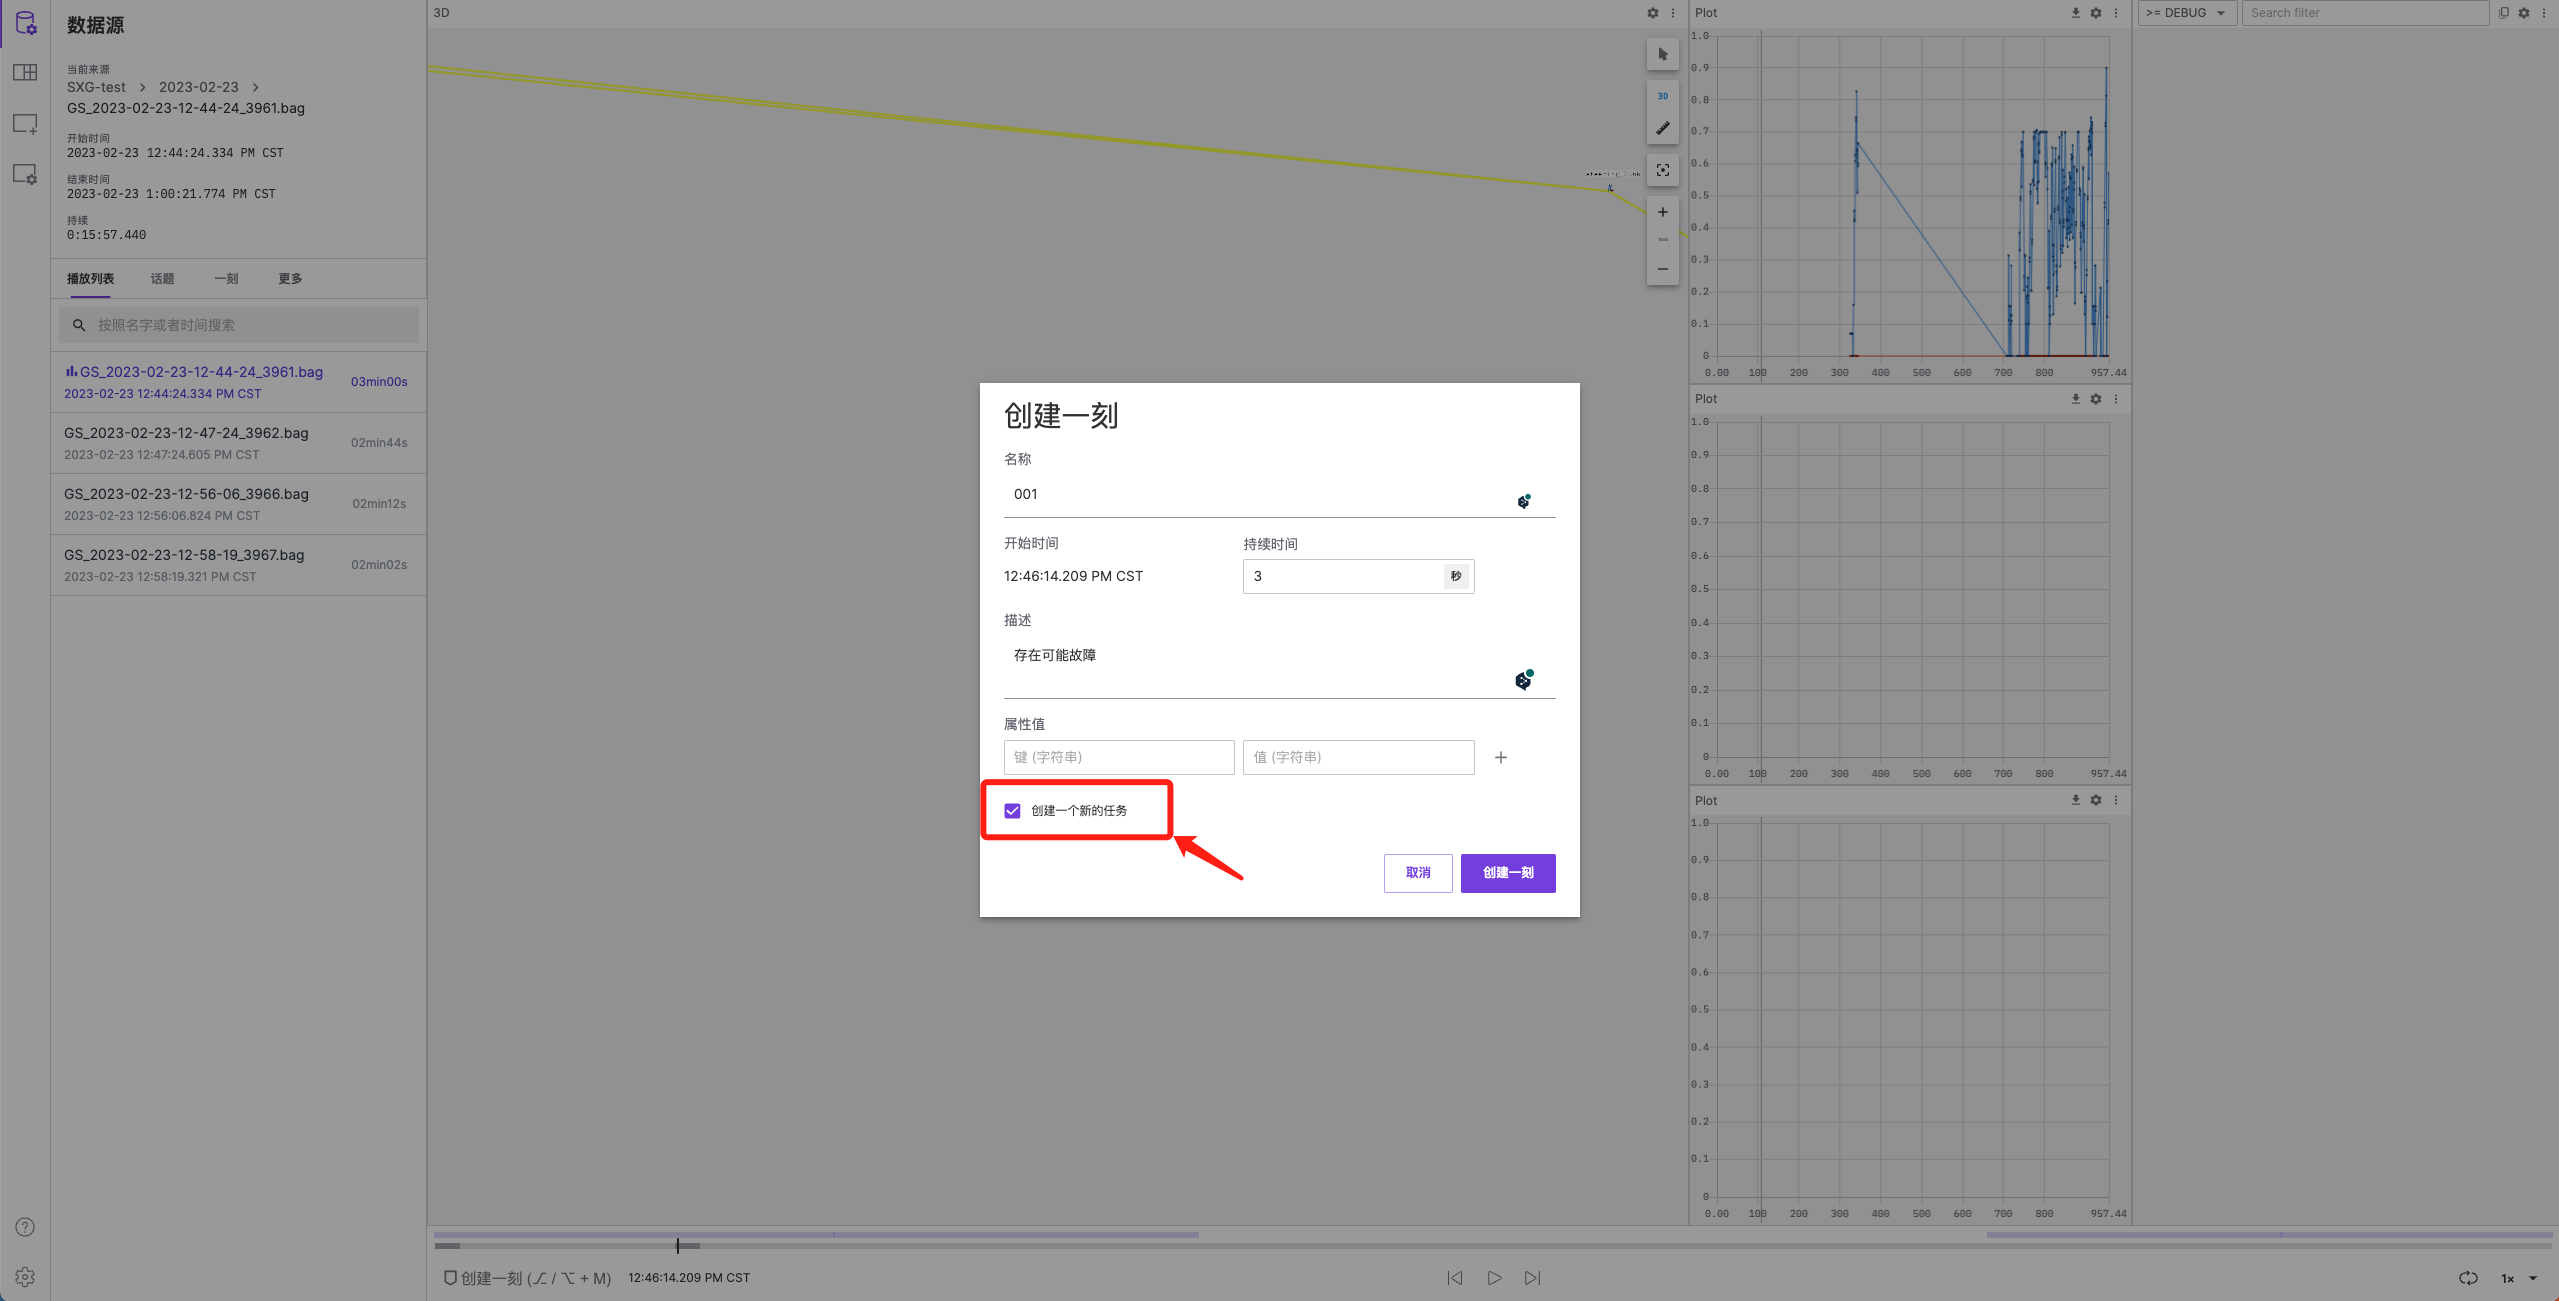 数据源
当前来源
SXG-test > 2023-02-23 >
GS_2023-02-23-12-44-24_3961.bag
开始时间
2023-02-23 12:44:24.334 PM CST
结束时间
2023-02-23 1:00:21.774 PM CST
持续
0:15:57.440
播放列表 话题 一刻 更多
按照名字或者时间搜索
GS_2023-02-23-12-44-24_3961.bag
03min00s
2023-02-23 12:44:24.334 PM CST
GS_2023-02-23-12-47-24_3962.bag
02min44s
2023-02-23 12:47:24.605 PM CST
GS_2023-02-23-12-56-06_3966.bag
02min12s
2023-02-23 12:56:06.824 PM CST
GS_2023-02-23-12-58-19_3967.bag
02min02s
2023-02-23 12:58:19.321 PM CST
3D
3D
创建一刻
名称
001
开始时间 持续时间
12:46:14.209 PM CST 3 秒
描述
存在可能故障
属性值
键 (字符串) 值 (字符串)
创建一个新的任务
取消 创建一刻
Plot
1.0
0.9
0.8
0.7
0.6
0.5
0.4
0.3
0.2
0.1
0
0.00 100 200 300 400 500 600 700 800 957.44
Plot
1.0
0.9
0.8
0.7
0.6
0.5
0.4
0.3
0.2
0.1
0
0.00 100 200 300 400 500 600 700 800 957.44
Plot
1.0
0.9
0.8
0.7
0.6
0.5
0.4
0.3
0.2
0.1
0
0.00 100 200 300 400 500 600 700 800 957.44
>= DEBUG Search filter
创建一刻 (⌥ / ⌥ + M) 12:46:14.209 PM CST
1×